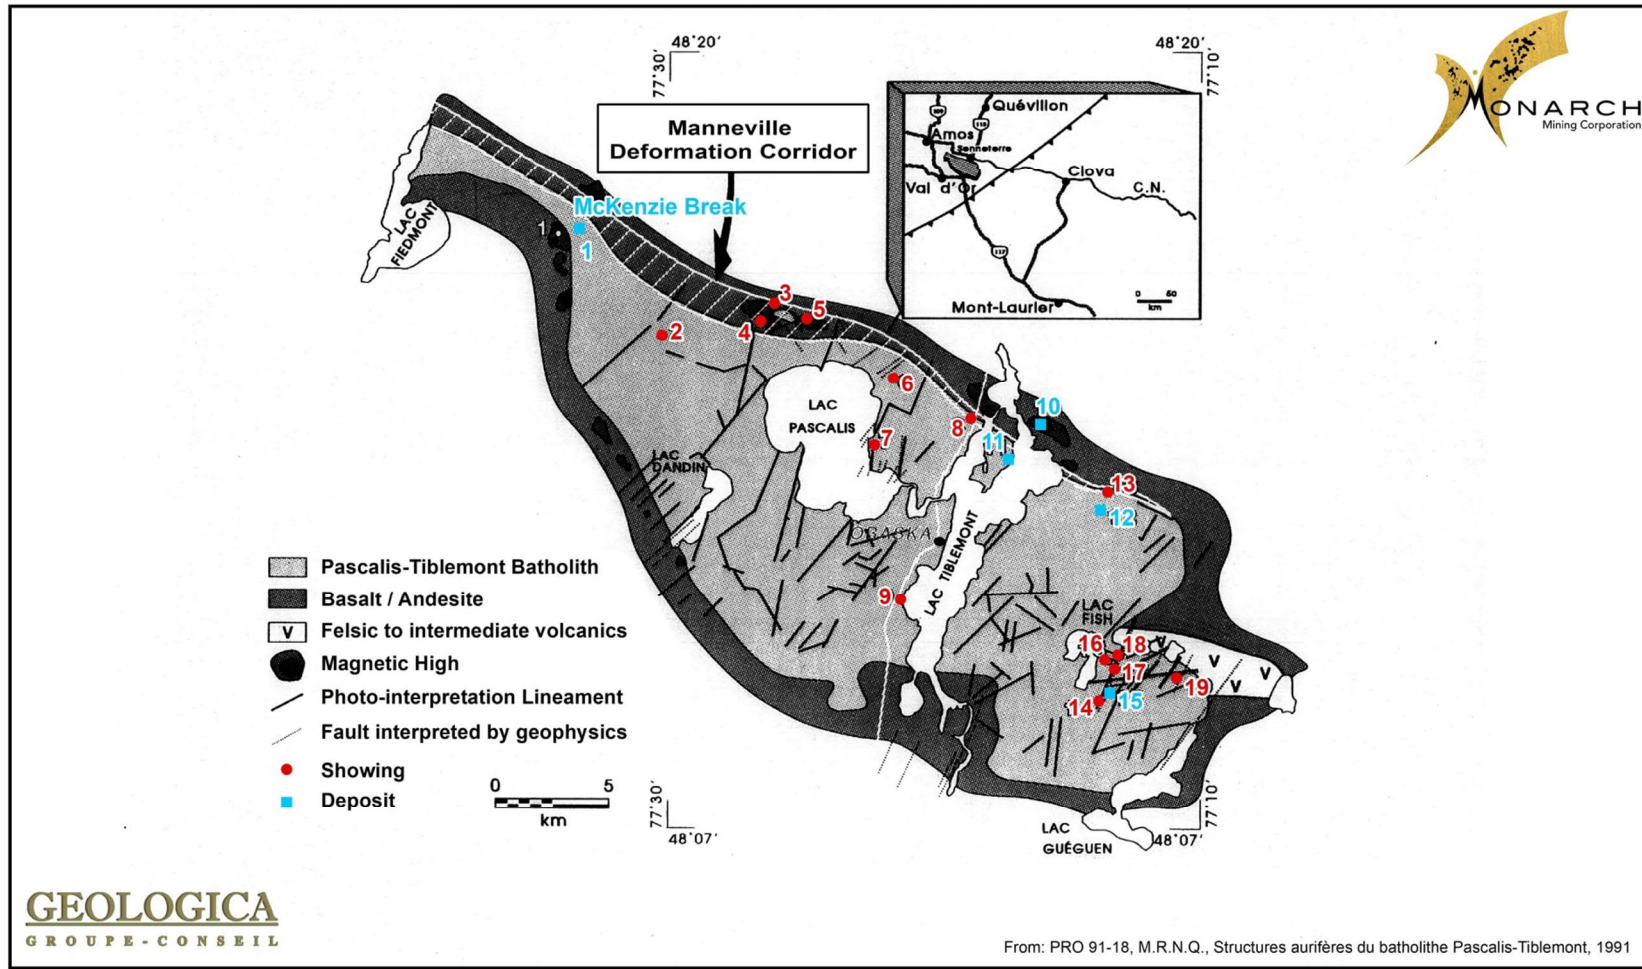 48°20'
77°30'
48°20'
77°10'
MONARCH
Mining Corporation
Manneville
Deformation Corridor
Quévillon
113
Amos
Senneterre
Val d'Or
Clova
C.N.
117
Mont-Laurier
0 50
km
LAC
FIEDMONT
McKenzie Break
1
1
2
3
4
5
6
7
8
9
10
11
12
13
14
15
16
17
18
19
LAC
PASCALIS
LAC
DANDIN
OBASKA
LAC TIBLEMONT
LAC
FISH
V
V
V
V
Pascalis-Tiblemont Batholith
Basalt / Andesite
V Felsic to intermediate volcanics
Magnetic High
Photo-interpretation Lineament
Fault interpreted by geophysics
Showing
Deposit
0 5
km
77°30'
48°07'
77°10'
48°07'
LAC
GUÉGUEN
GEOLOGICA
GROUPE-CONSEIL
From: PRO 91-18, M.R.N.Q., Structures aurifères du batholithe Pascalis-Tiblemont, 1991